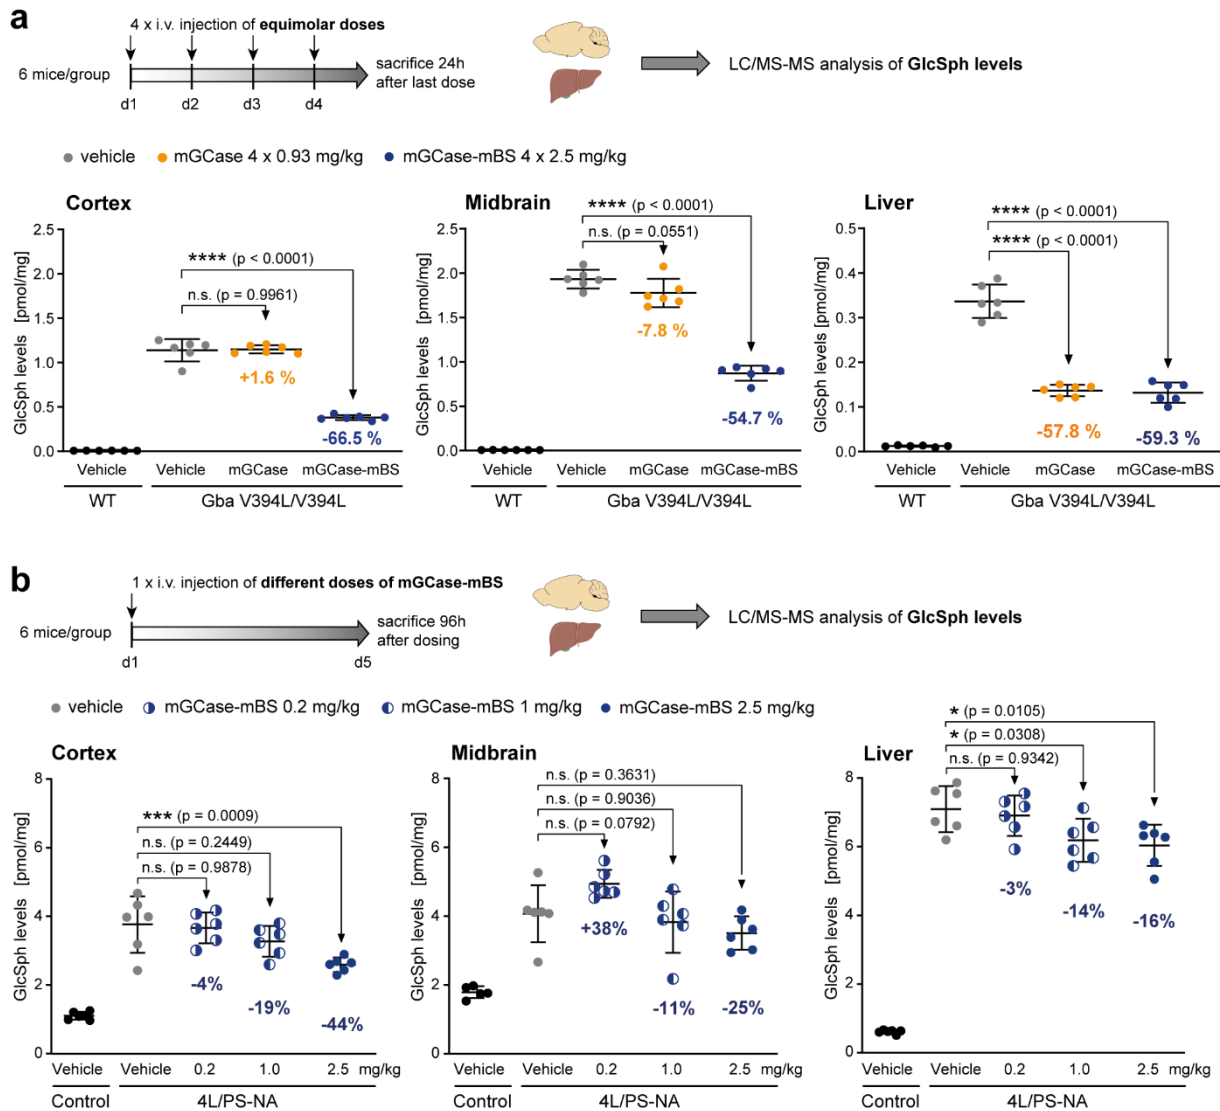 a
4 x i.v. injection of equimolar doses
6 mice/group
d1 d2 d3 d4
sacrifice 24h
after last dose
LC/MS-MS analysis of GlcSph levels
vehicle mGCase 4 x 0.93 mg/kg mGCase-mBS 4 x 2.5 mg/kg
Cortex
GlcSph levels [pmol/mg]
2.5
2.0
1.5
1.0
0.5
0.0
**** (p < 0.0001)
n.s. (p = 0.9961)
+1.6 %
-66.5 %
Vehicle Vehicle mGCase mGCase-mBS
WT Gba V394L/V394L
Midbrain
GlcSph levels [pmol/mg]
2.5
2.0
1.5
1.0
0.5
0.0
**** (p < 0.0001)
n.s. (p = 0.0551)
-7.8 %
-54.7 %
Vehicle Vehicle mGCase mGCase-mBS
WT Gba V394L/V394L
Liver
GlcSph levels [pmol/mg]
0.5
0.4
0.3
0.2
0.1
0.0
**** (p < 0.0001)
**** (p < 0.0001)
-57.8 %
-59.3 %
Vehicle Vehicle mGCase mGCase-mBS
WT Gba V394L/V394L
b
1 x i.v. injection of different doses of mGCase-mBS
6 mice/group
d1 d5
sacrifice 96h
after dosing
LC/MS-MS analysis of GlcSph levels
vehicle mGCase-mBS 0.2 mg/kg mGCase-mBS 1 mg/kg mGCase-mBS 2.5 mg/kg
Cortex
GlcSph levels [pmol/mg]
8
6
4
2
0
*** (p = 0.0009)
n.s. (p = 0.2449)
n.s. (p = 0.9878)
-4%
-19%
-44%
Vehicle Vehicle 0.2 1.0 2.5 mg/kg
Control 4L/PS-NA
Midbrain
GlcSph levels [pmol/mg]
8
6
4
2
0
n.s. (p = 0.3631)
n.s. (p = 0.9036)
n.s. (p = 0.0792)
+38%
-11%
-25%
Vehicle Vehicle 0.2 1.0 2.5 mg/kg
Control 4L/PS-NA
Liver
GlcSph levels [pmol/mg]
8
6
4
2
0
* (p = 0.0105)
* (p = 0.0308)
n.s. (p = 0.9342)
-3%
-14%
-16%
Vehicle Vehicle 0.2 1.0 2.5 mg/kg
Control 4L/PS-NA